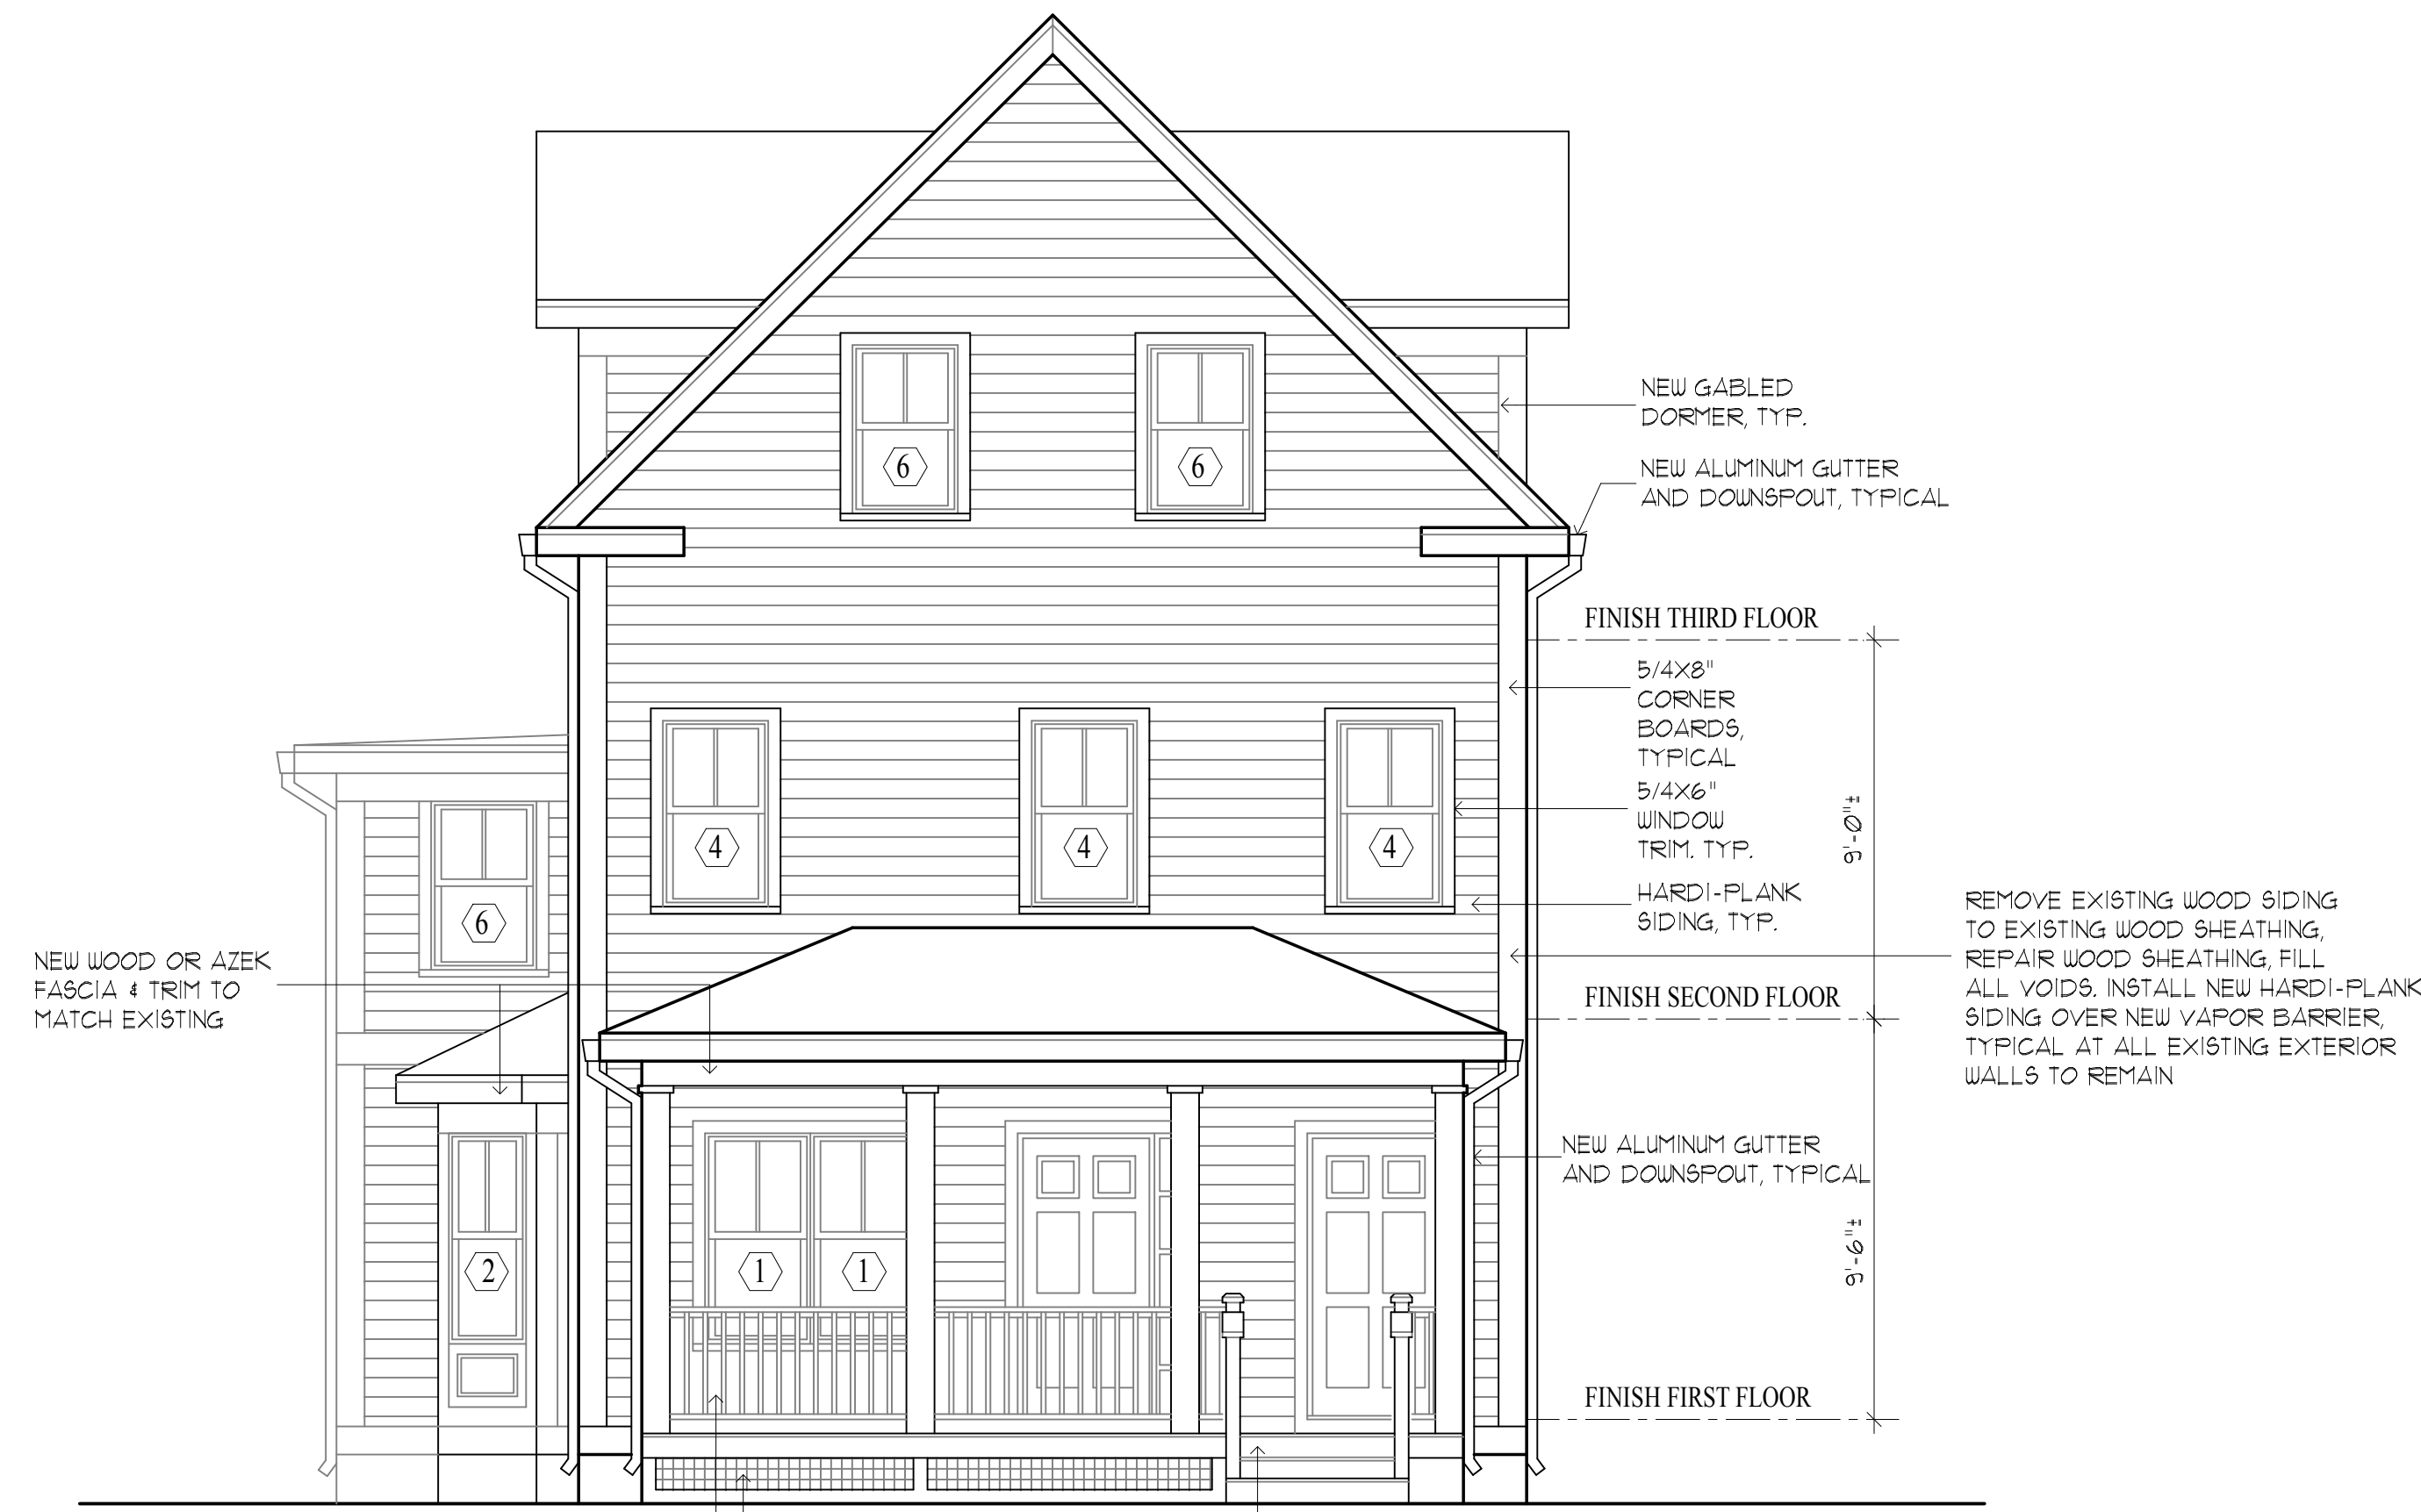 NEW GABLED
DORMER, TYP.
NEW ALUMINUM GUTTER
AND DOWNSPOUT, TYPICAL
6
6
FINISH THIRD FLOOR
5/4X8"
CORNER
BOARDS,
TYPICAL
5/4X6"
WINDOW
TRIM. TYP.
9'-0"±
4
4
4
HARDI-PLANK
SIDING, TYP.
6
REMOVE EXISTING WOOD SIDING
TO EXISTING WOOD SHEATHING,
REPAIR WOOD SHEATHING, FILL
ALL VOIDS. INSTALL NEW HARDI-PLANK
SIDING OVER NEW VAPOR BARRIER,
TYPICAL AT ALL EXISTING EXTERIOR
WALLS TO REMAIN
NEW WOOD OR AZEK
FASCIA & TRIM TO
MATCH EXISTING
FINISH SECOND FLOOR
NEW ALUMINUM GUTTER
AND DOWNSPOUT, TYPICAL
9'-6"±
2
1
1
FINISH FIRST FLOOR